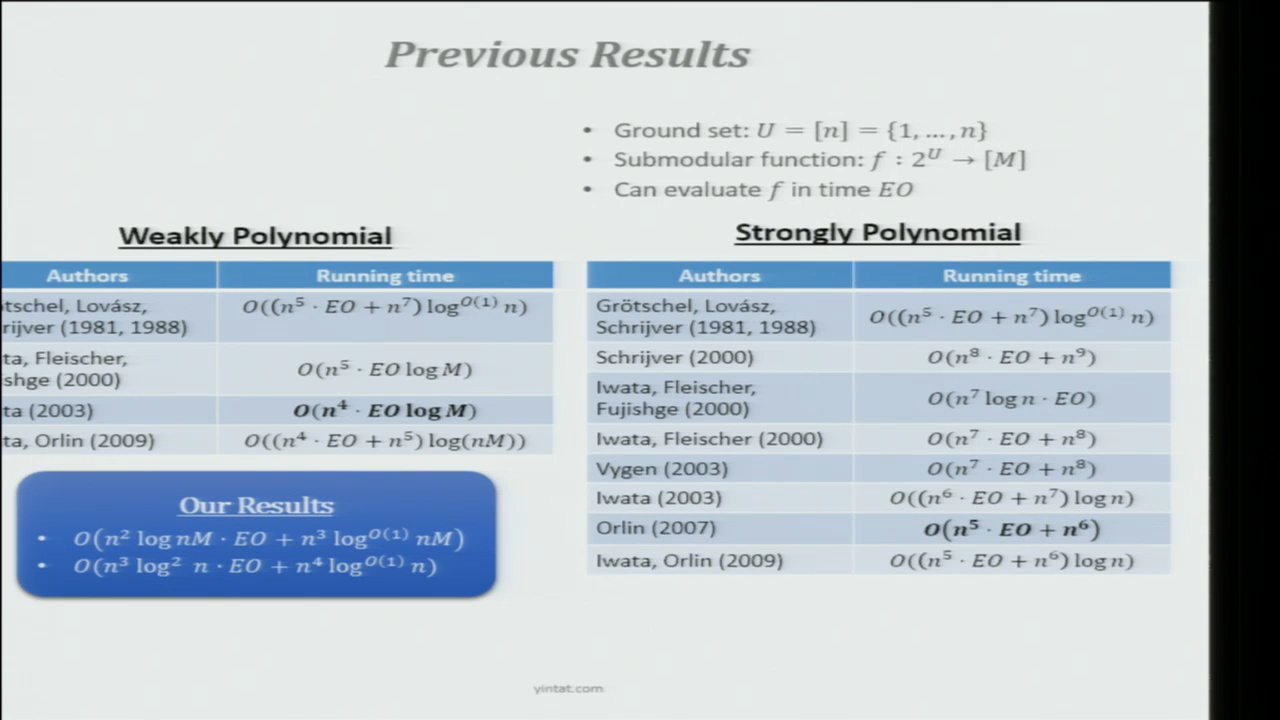 Previous Results
• Ground set: U = [n] = {1, ..., n}
• Submodular function: f : 2^U → [M]
• Can evaluate f in time EO
Weakly Polynomial
Authors Running time
tschel, Lovász,
rijver (1981, 1988) O((n^5 · EO + n^7) log^{O(1)} n)
ta, Fleischer,
shge (2000) O(n^5 · EO log M)
ta (2003) O(n^4 · EO log M)
ta, Orlin (2009) O((n^4 · EO + n^5) log(nM))
Our Results
• O(n^2 log nM · EO + n^3 log^{O(1)} nM)
• O(n^3 log^2 n · EO + n^4 log^{O(1)} n)
Strongly Polynomial
Authors Running time
Grötschel, Lovász,
Schrijver (1981, 1988) O((n^5 · EO + n^7) log^{O(1)} n)
Schrijver (2000) O(n^8 · EO + n^9)
Iwata, Fleischer,
Fujishge (2000) O(n^7 log n · EO)
Iwata, Fleischer (2000) O(n^7 · EO + n^8)
Vygen (2003) O(n^7 · EO + n^8)
Iwata (2003) O((n^6 · EO + n^7) log n)
Orlin (2007) O(n^5 · EO + n^6)
Iwata, Orlin (2009) O((n^5 · EO + n^6) log n)
yintat.com